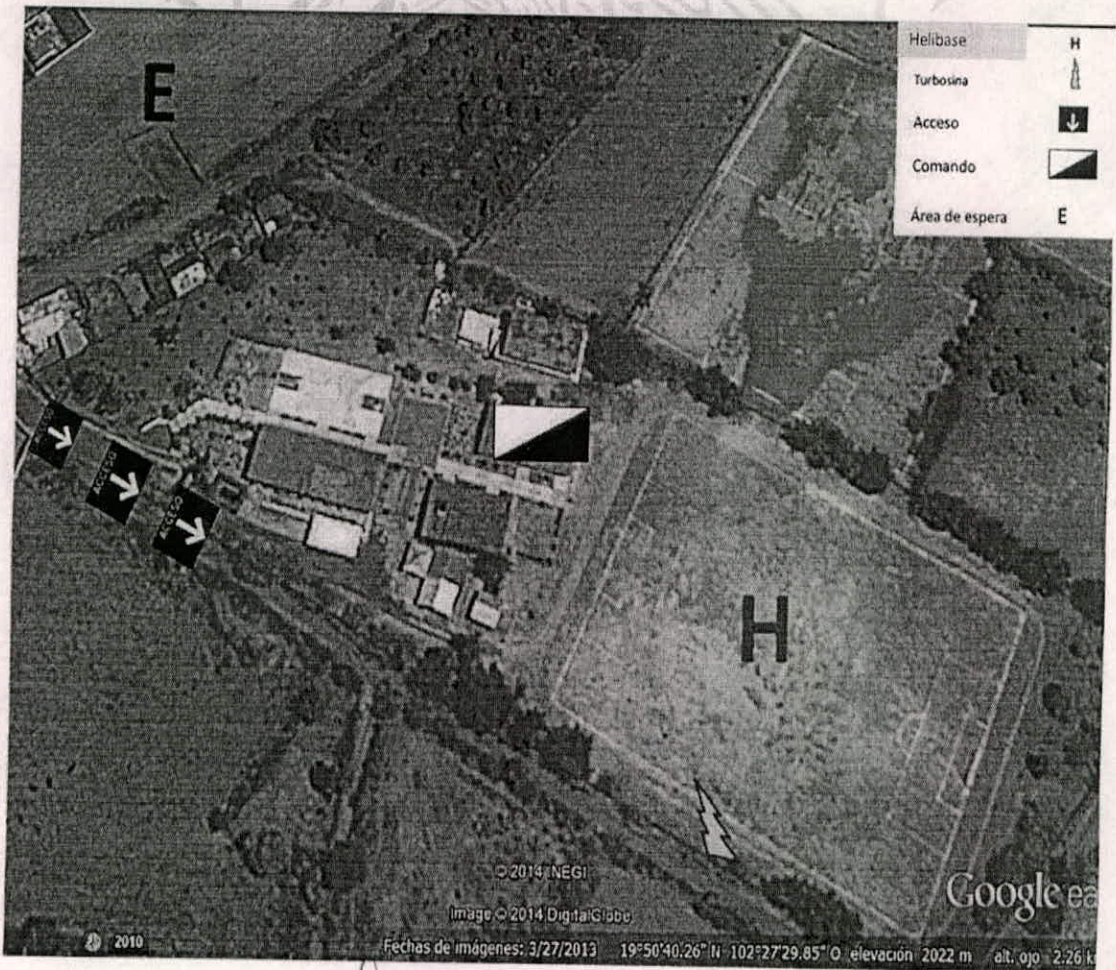 Helibase H
Turbosina
Acceso
Comando
Área de espera E
E
ACCESO
ACCESO
H
© 2014 INEGI
Image © 2014 DigitalGlobe
Google ea
2010
Fechas de imágenes: 3/27/2013 19°50'40.26" N 102°27'29.85" O elevación 2022 m alt. ojo 2.26 k